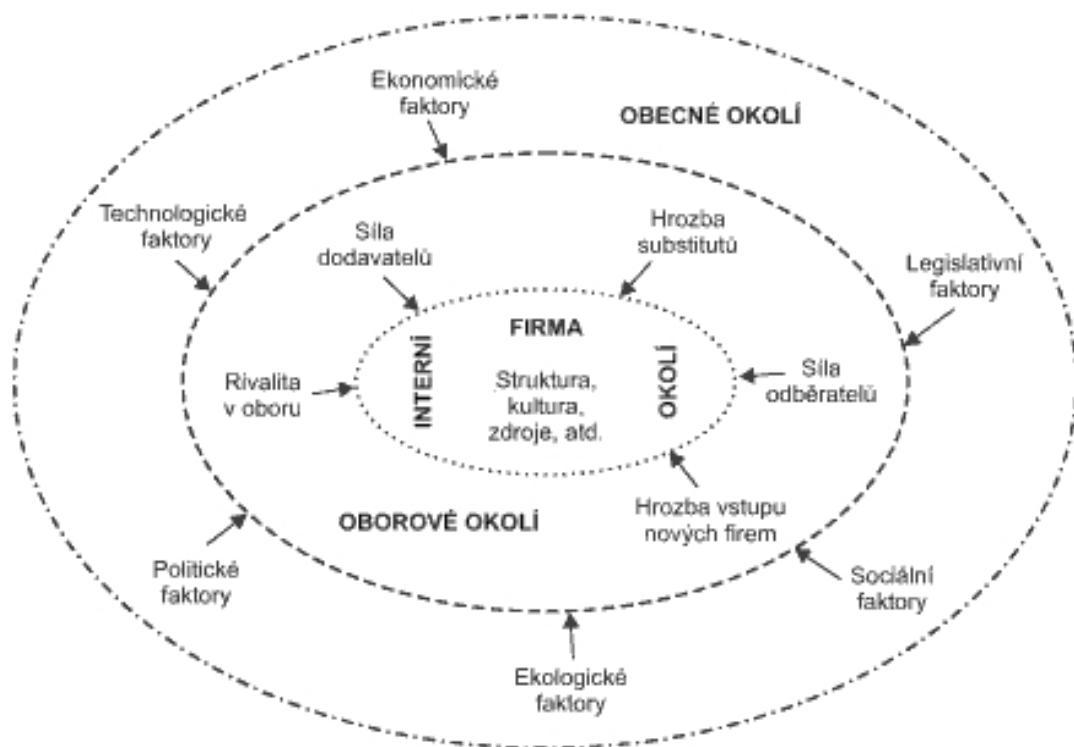 Ekonomické
faktory
OBECNÉ OKOLÍ
Technologické
faktory
Síla
dodavatelů
Hrozba
substitutů
Legislativní
faktory
FIRMA
INTERNÍ
OKOLÍ
Struktura,
kultura,
zdroje, atd.
Rivalita
v oboru
Síla
odběratelů
OBOROVÉ OKOLÍ
Hrozba vstupu
nových firem
Politické
faktory
Sociální
faktory
Ekologické
faktory